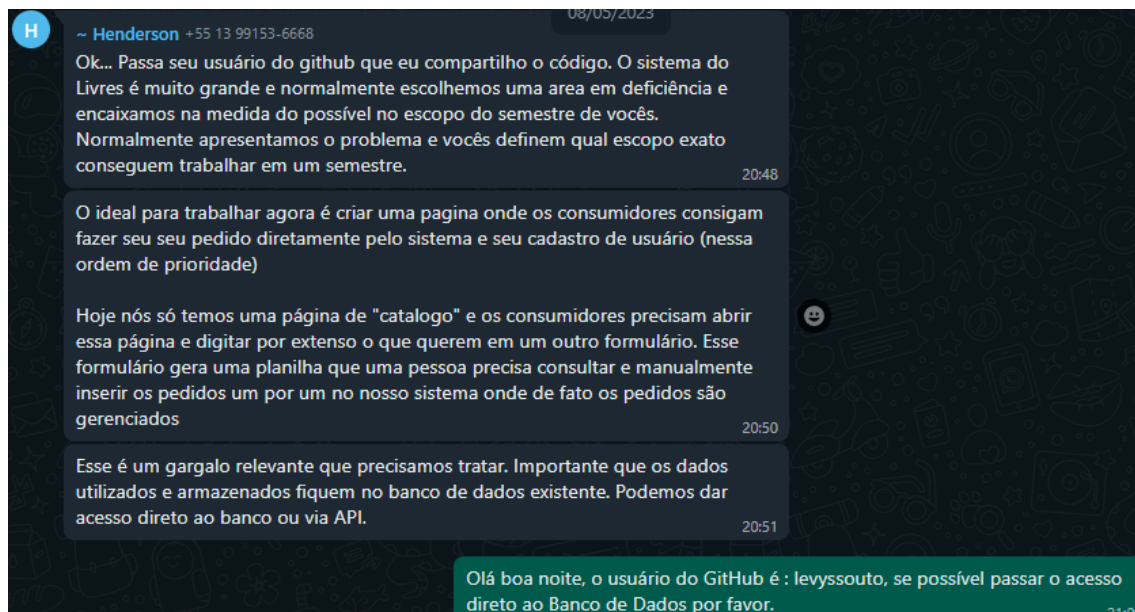 08/05/2023
H
~ Henderson +55 13 99153-6668
Ok... Passa seu usuário do github que eu compartilho o código. O sistema do
Livres é muito grande e normalmente escolhemos uma area em deficiência e
encaixamos na medida do possível no escopo do semestre de vocês.
Normalmente apresentamos o problema e vocês definem qual escopo exato
conseguem trabalhar em um semestre.
20:48
O ideal para trabalhar agora é criar uma pagina onde os consumidores consigam
fazer seu seu pedido diretamente pelo sistema e seu cadastro de usuário (nessa
ordem de prioridade)
Hoje nós só temos uma página de "catalogo" e os consumidores precisam abrir
essa página e digitar por extenso o que querem em um outro formulário. Esse
formulário gera uma planilha que uma pessoa precisa consultar e manualmente
inserir os pedidos um por um no nosso sistema onde de fato os pedidos são
gerenciados
20:50
Esse é um gargalo relevante que precisamos tratar. Importante que os dados
utilizados e armazenados fiquem no banco de dados existente. Podemos dar
acesso direto ao banco ou via API.
20:51
Olá boa noite, o usuário do GitHub é : levyssouto, se possível passar o acesso
direto ao Banco de Dados por favor.